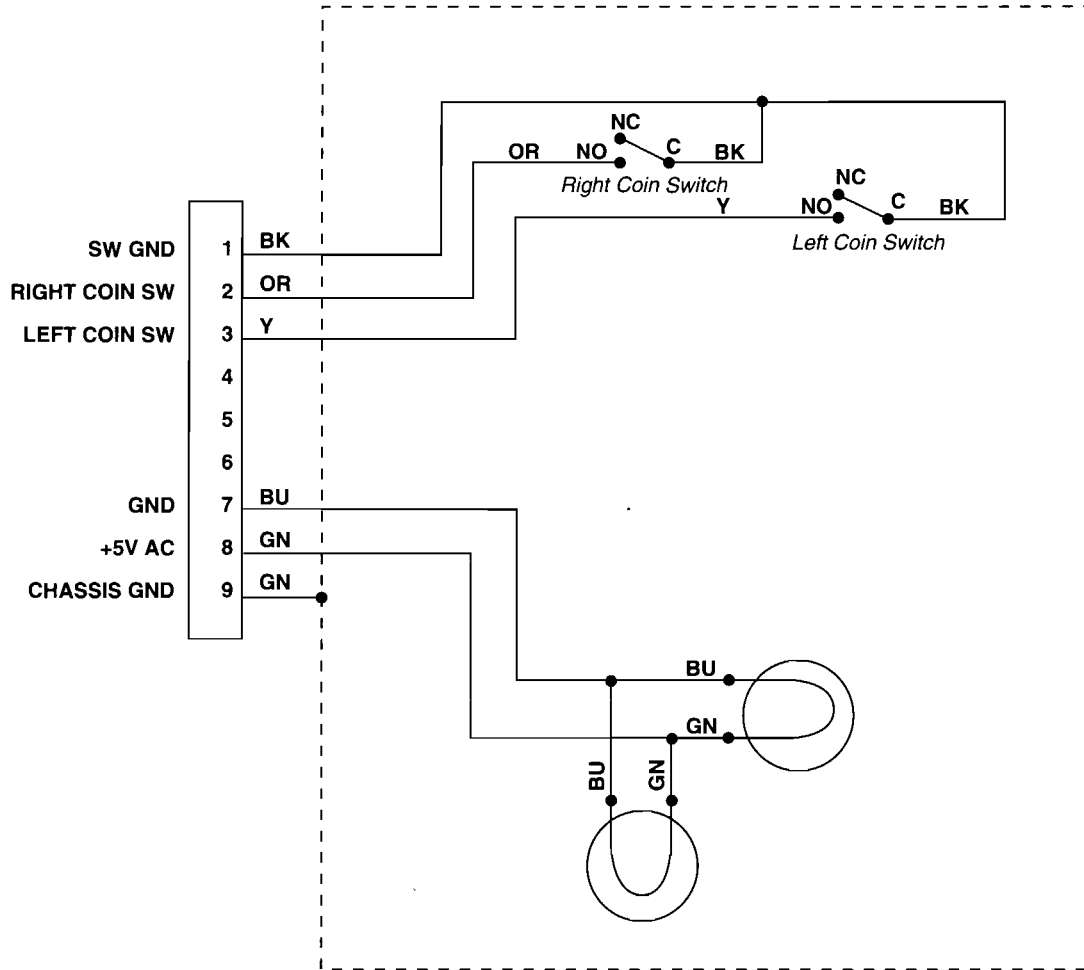 NC
OR NO C BK
Right Coin Switch
NC
Y NO C BK
Left Coin Switch
SW GND 1 BK
RIGHT COIN SW 2 OR
LEFT COIN SW 3 Y
4
5
6
GND 7 BU
+5V AC 8 GN
CHASSIS GND 9 GN
BU
GN
BU GN